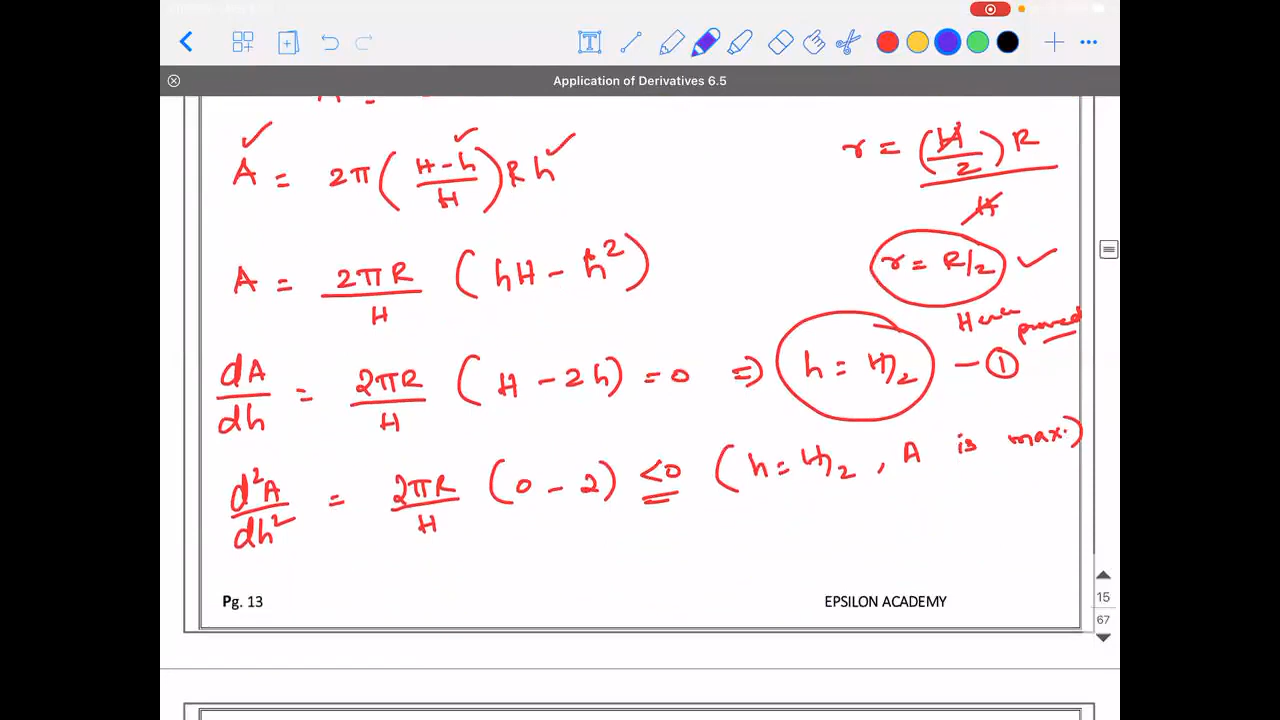 Application of Derivatives 6.5
A = 2π((H-h)/H) R h
r = (H/2)R / H
A = 2πR/H (hH - h²)
r = R/2
Hence proved
dA/dh = 2πR/H (H - 2h) = 0 ⇒ h = H/2 - ①
d²A/dh² = 2πR/H (0 - 2) <0 (h = H/2, A is max.)
Pg. 13
EPSILON ACADEMY
15
67